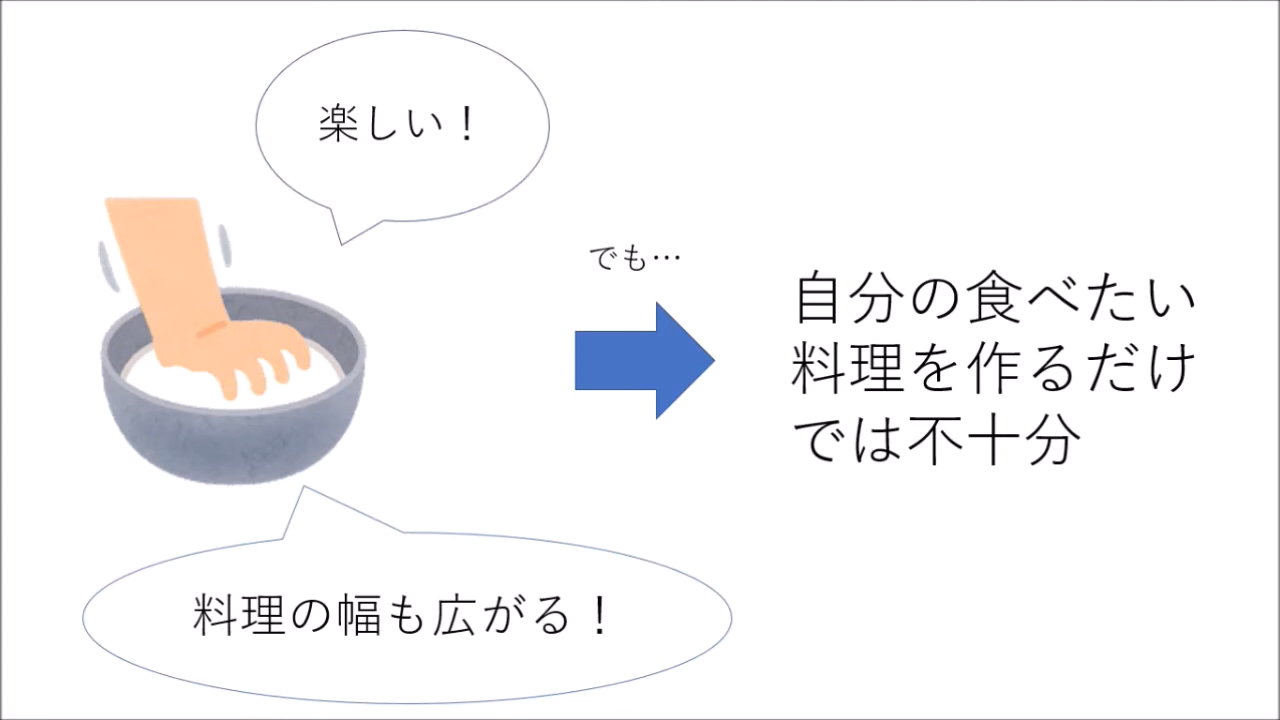 楽しい！
でも…
自分の食べたい
料理を作るだけ
では不十分
料理の幅も広がる！